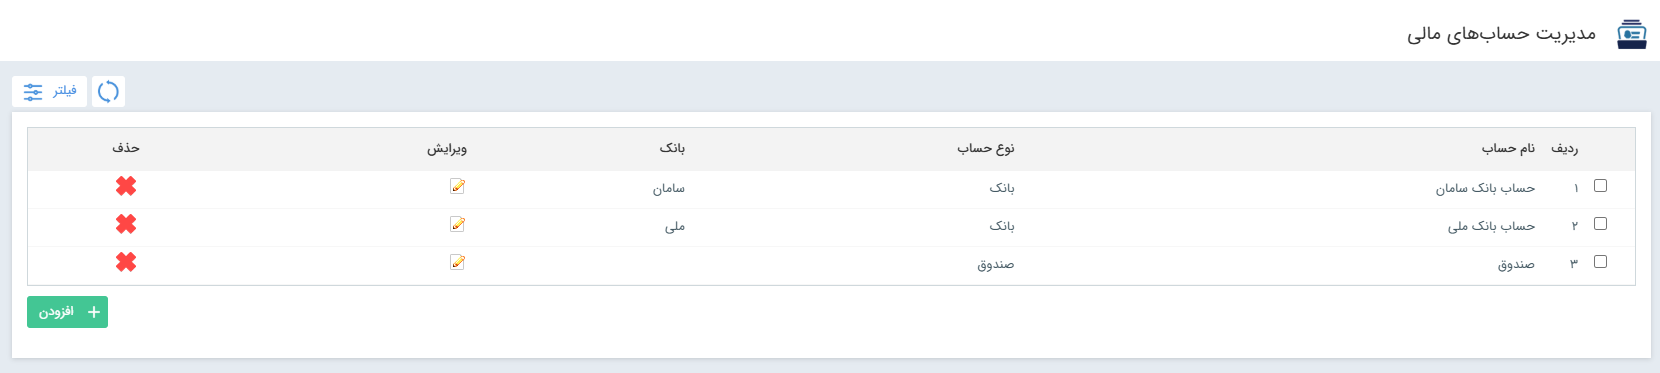 مدیریت حساب‌های مالی
فیلتر
ردیف نام حساب نوع حساب بانک ویرایش حذف
۱ حساب بانک سامان بانک سامان
۲ حساب بانک ملی بانک ملی
۳ صندوق صندوق
+ افزودن